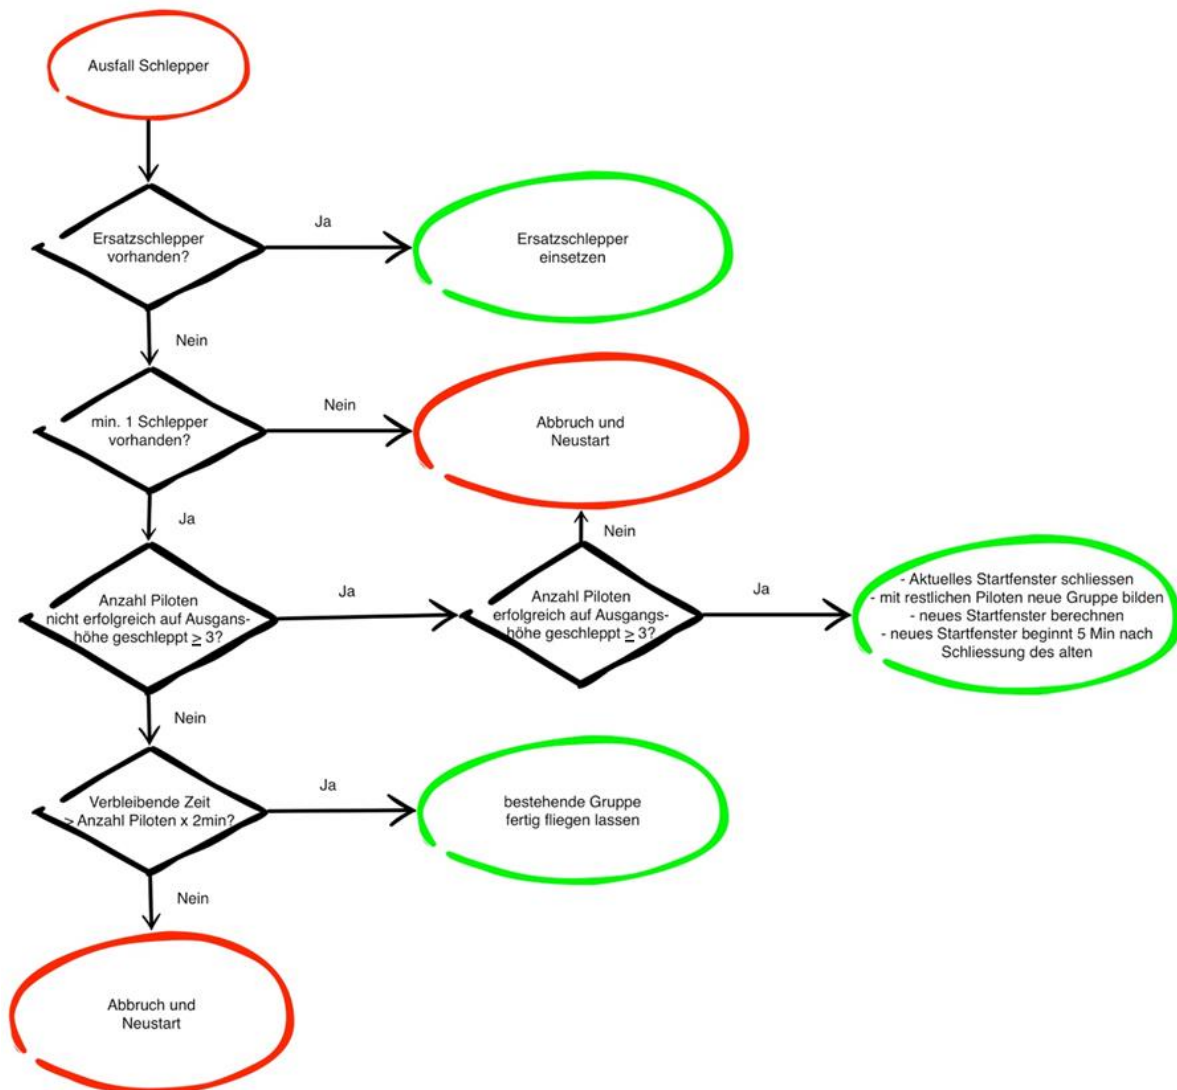 Ausfall Schlepper
Ersatzschlepper
vorhanden?
Ja
Ersatzschlepper
einsetzen
Nein
min. 1 Schlepper
vorhanden?
Nein
Abbruch und
Neustart
Ja
Anzahl Piloten
nicht erfolgreich auf Ausgans-
höhe geschleppt ≥ 3?
Ja
Anzahl Piloten
erfolgreich auf Ausgangs-
höhe geschleppt ≥ 3?
Nein
Ja
- Aktuelles Startfenster schliessen
- mit restlichen Piloten neue Gruppe bilden
- neues Startfenster berechnen
- neues Startfenster beginnt 5 Min nach
Schliessung des alten
Nein
Verbleibende Zeit
> Anzahl Piloten x 2min?
Ja
bestehende Gruppe
fertig fliegen lassen
Nein
Abbruch und
Neustart